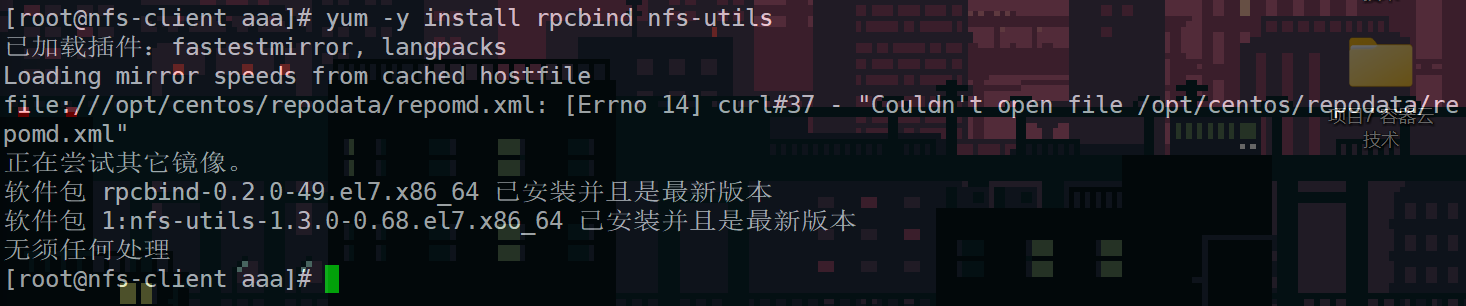 [root@nfs-client aaa]# yum -y install rpcbind nfs-utils
已加载插件：fastestmirror, langpacks
Loading mirror speeds from cached hostfile
file:///opt/centos/repodata/repomd.xml: [Errno 14] curl#37 - "Couldn't open file /opt/centos/repodata/re
pomd.xml"
正在尝试其它镜像。
软件包 rpcbind-0.2.0-49.el7.x86_64 已安装并且是最新版本
软件包 1:nfs-utils-1.3.0-0.68.el7.x86_64 已安装并且是最新版本
无须任何处理
[root@nfs-client aaa]#
项目7 容器云
技术